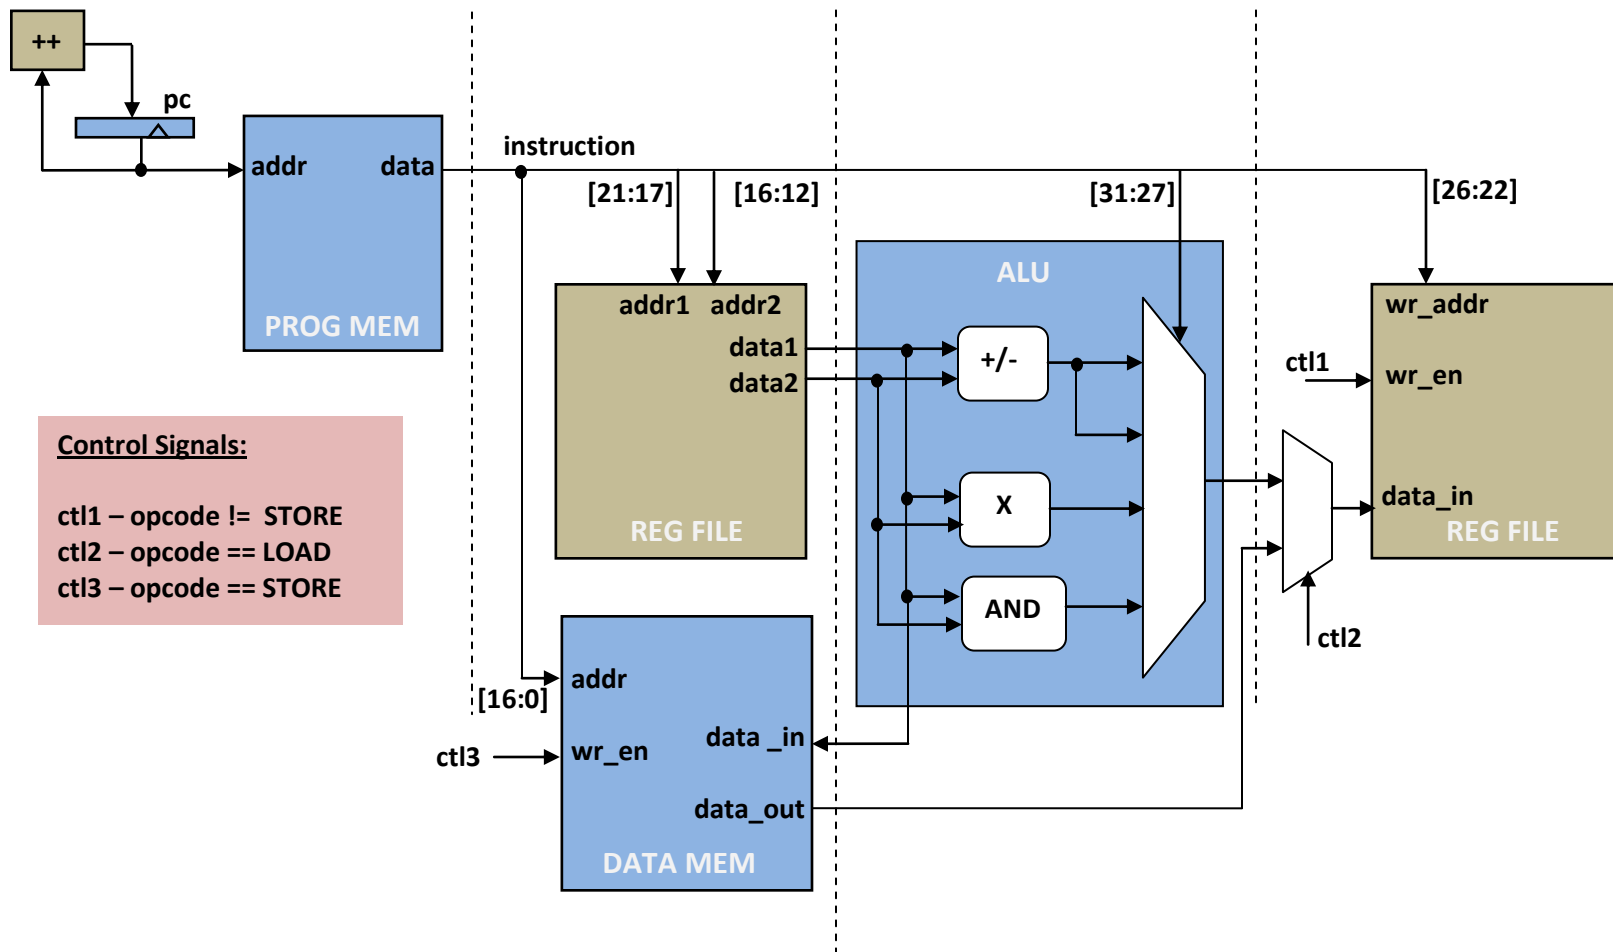 ++
pc
addr
data
PROG MEM
instruction
[21:17]
[16:12]
[31:27]
[26:22]
addr1
addr2
data1
data2
REG FILE
ALU
+/-
X
AND
wr_addr
ctl1
wr_en
data_in
REG FILE
ctl2
Control Signals:
ctl1 – opcode != STORE
ctl2 – opcode == LOAD
ctl3 – opcode == STORE
[16:0]
addr
ctl3
wr_en
data _in
data_out
DATA MEM